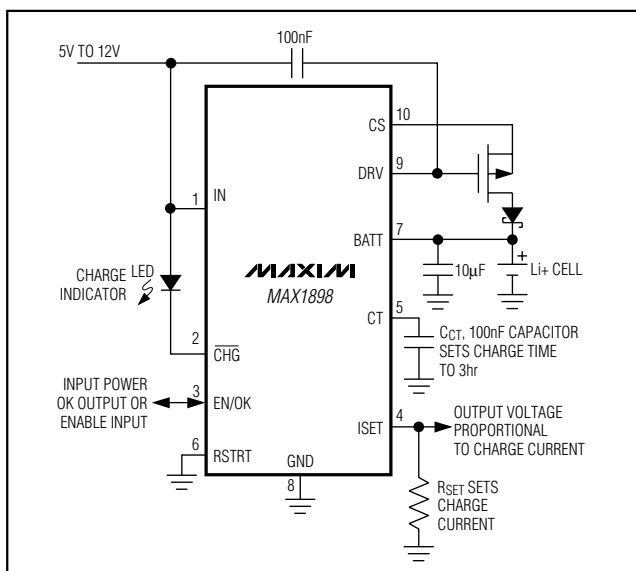 100nF
5V TO 12V
CS
10
DRV
9
IN
1
BATT
7
CHARGE
INDICATOR
LED
MAXIM
MAX1898
10µF
+
Li+ CELL
CT
5
CCT, 100nF CAPACITOR
SETS CHARGE TIME
TO 3hr
2
CHG
INPUT POWER
OK OUTPUT OR
ENABLE INPUT
3
EN/OK
ISET
4
OUTPUT VOLTAGE
PROPORTIONAL
TO CHARGE CURRENT
6
RSTRT
GND
8
RSET SETS
CHARGE
CURRENT